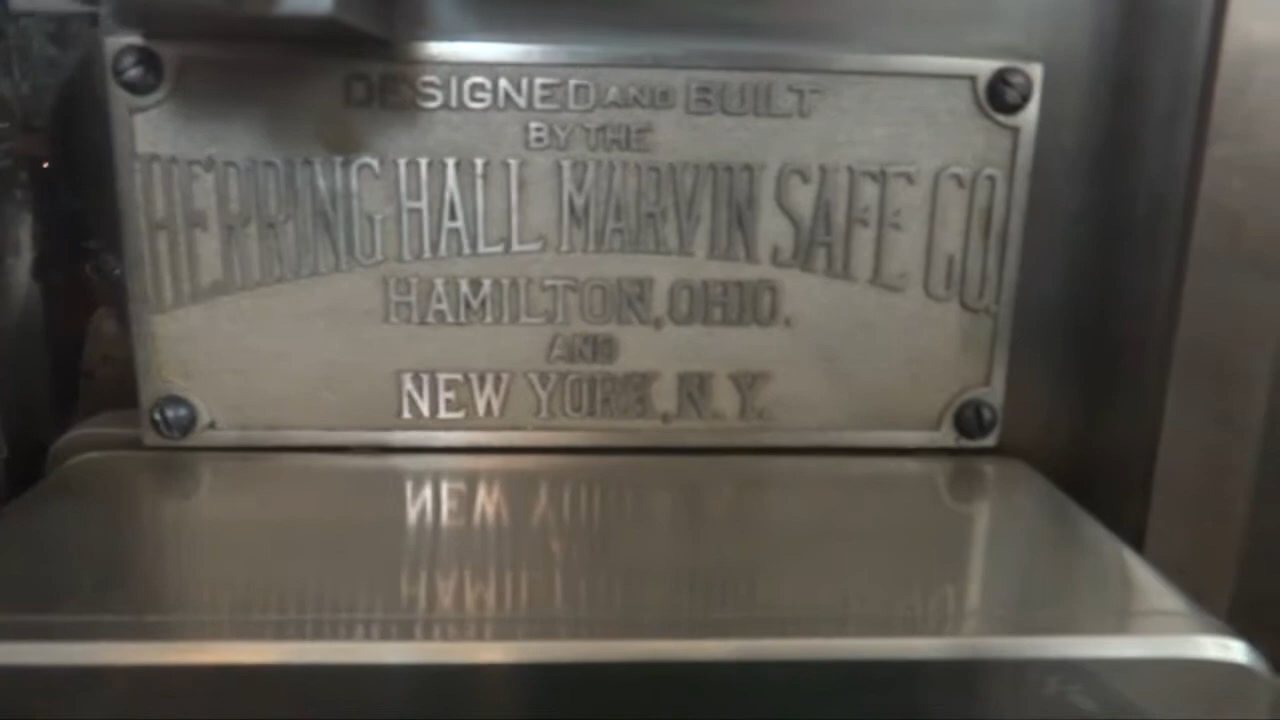 DESIGNED AND BUILT
BY THE
HERRING HALL MARVIN SAFE CO.
HAMILTON, OHIO.
AND
NEW YORK, N.Y.